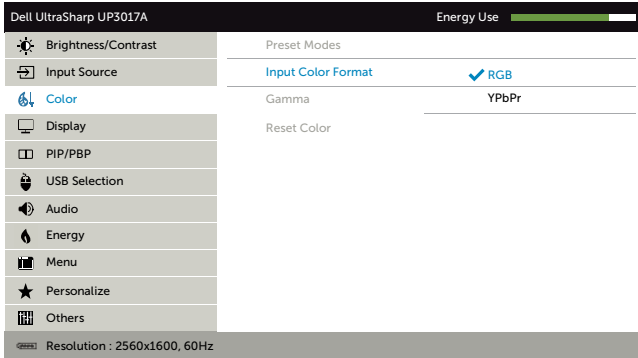 Dell UltraSharp UP3017A Energy Use
Brightness/Contrast Preset Modes
Input Source Input Color Format RGB
Color Gamma YPbPr
Display Reset Color
PIP/PBP
USB Selection
Audio
Energy
Menu
Personalize
Others
Resolution : 2560x1600, 60Hz